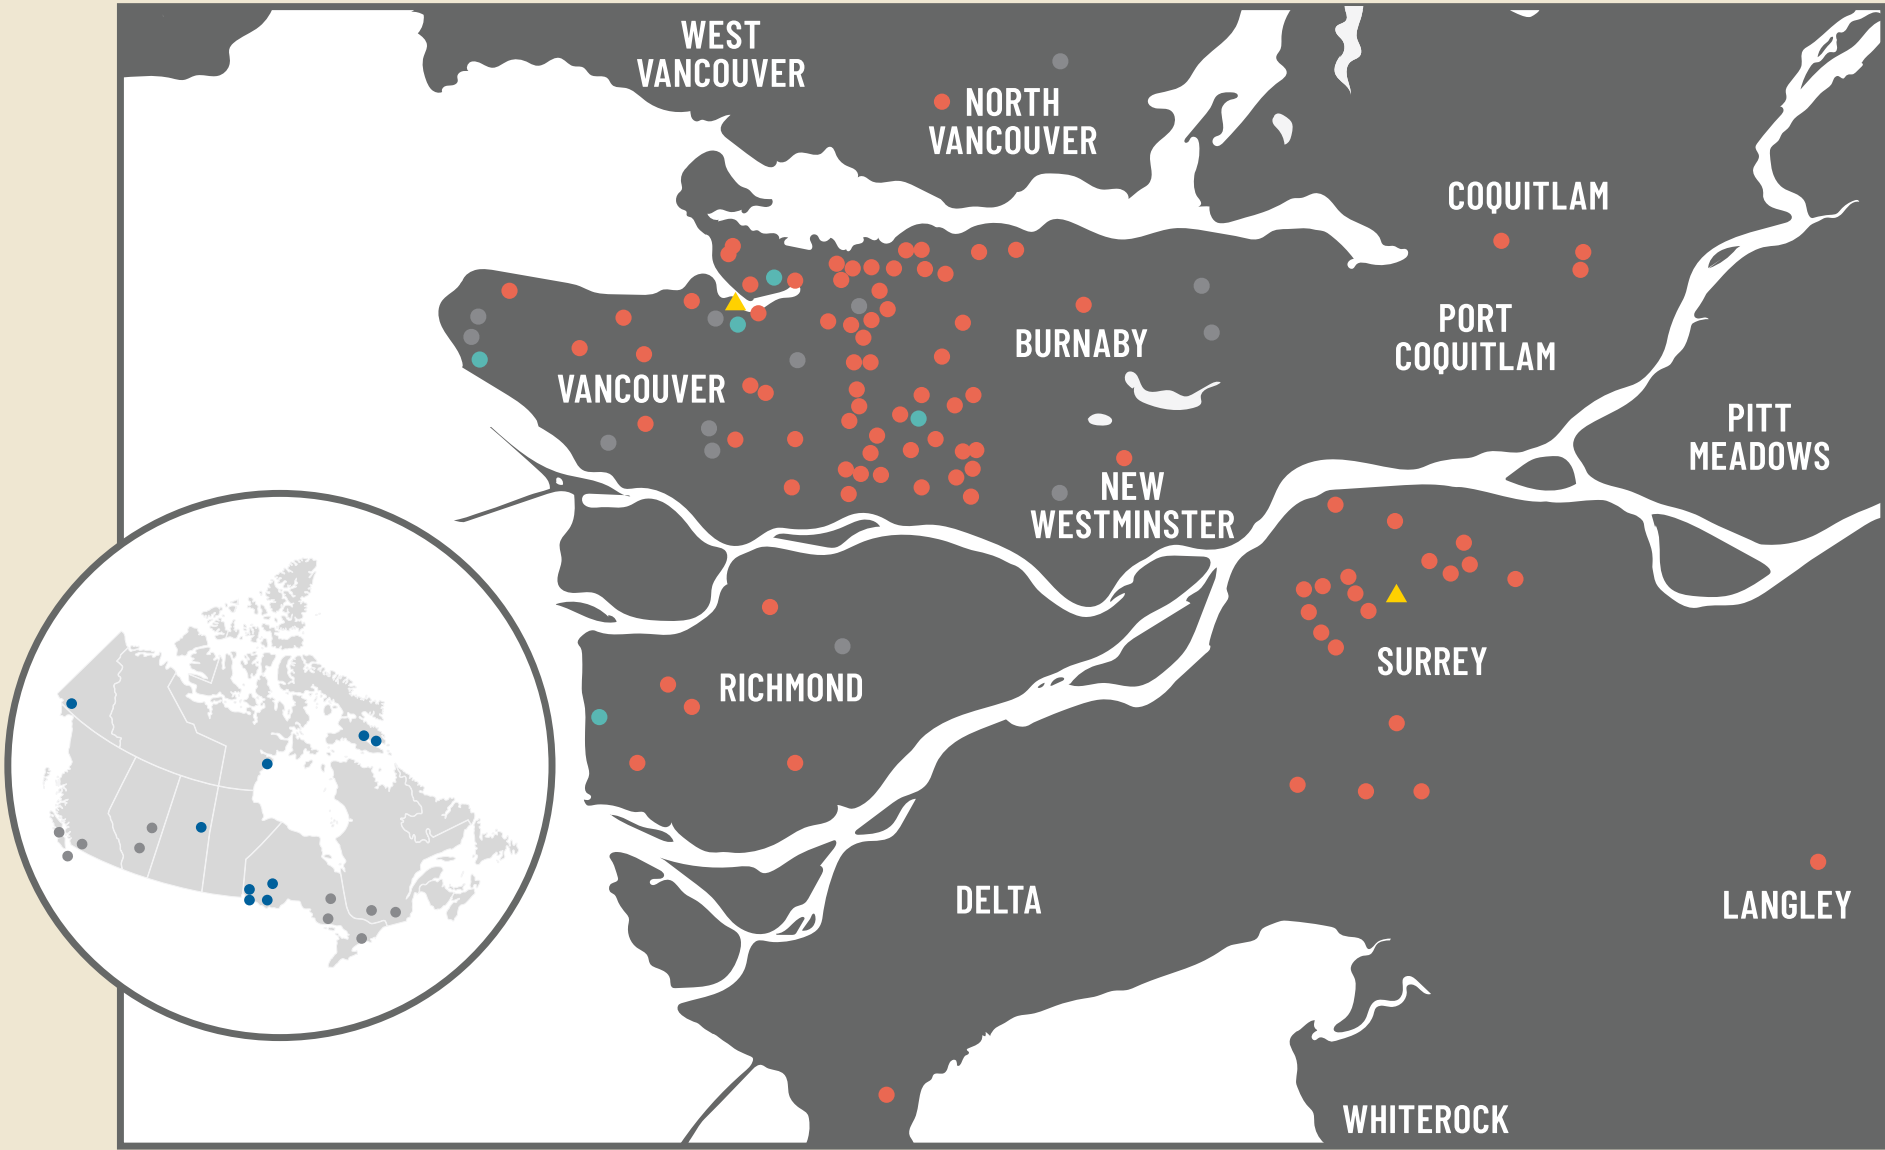 WEST
VANCOUVER
NORTH
VANCOUVER
COQUITLAM
PORT
COQUITLAM
BURNABY
VANCOUVER
PITT
MEADOWS
NEW
WESTMINSTER
SURREY
RICHMOND
DELTA
LANGLEY
WHITEROCK